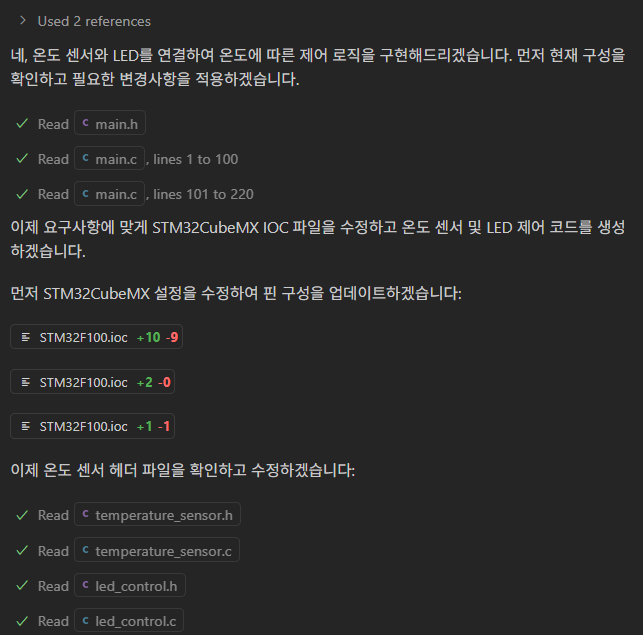 Used 2 references
네, 온도 센서와 LED를 연결하여 온도에 따른 제어 로직을 구현해드리겠습니다. 먼저 현재 구성을
확인하고 필요한 변경사항을 적용하겠습니다.
Read C main.h
Read C main.c , lines 1 to 100
Read C main.c , lines 101 to 220
이제 요구사항에 맞게 STM32CubeMX IOC 파일을 수정하고 온도 센서 및 LED 제어 코드를 생성
하겠습니다.
먼저 STM32CubeMX 설정을 수정하여 핀 구성을 업데이트하겠습니다:
STM32F100.ioc +10 -9
STM32F100.ioc +2 -0
STM32F100.ioc +1 -1
이제 온도 센서 헤더 파일을 확인하고 수정하겠습니다:
Read C temperature_sensor.h
Read C temperature_sensor.c
Read C led_control.h
Read C led_control.c